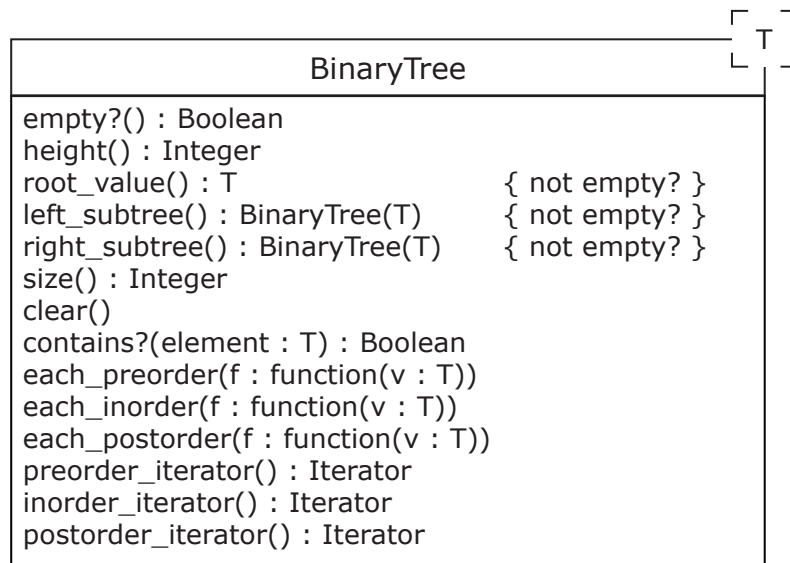 T
BinaryTree
empty?() : Boolean
height() : Integer
root_value() : T { not empty? }
left_subtree() : BinaryTree(T) { not empty? }
right_subtree() : BinaryTree(T) { not empty? }
size() : Integer
clear()
contains?(element : T) : Boolean
each_preorder(f : function(v : T))
each_inorder(f : function(v : T))
each_postorder(f : function(v : T))
preorder_iterator() : Iterator
inorder_iterator() : Iterator
postorder_iterator() : Iterator